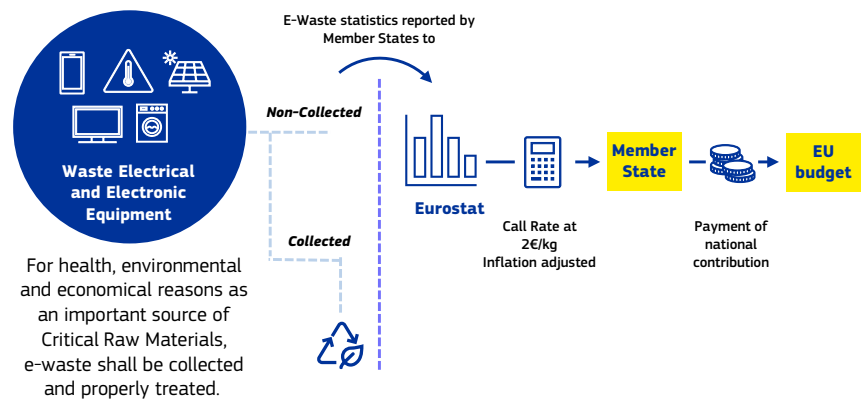 E-Waste statistics reported by
Member States to
Non-Collected
Waste Electrical
and Electronic
Equipment
Collected
For health, environmental
and economical reasons as
an important source of
Critical Raw Materials,
e-waste shall be collected
and properly treated.
Eurostat
Call Rate at
2€/kg
Inflation adjusted
Member
State
Payment of
national
contribution
EU
budget